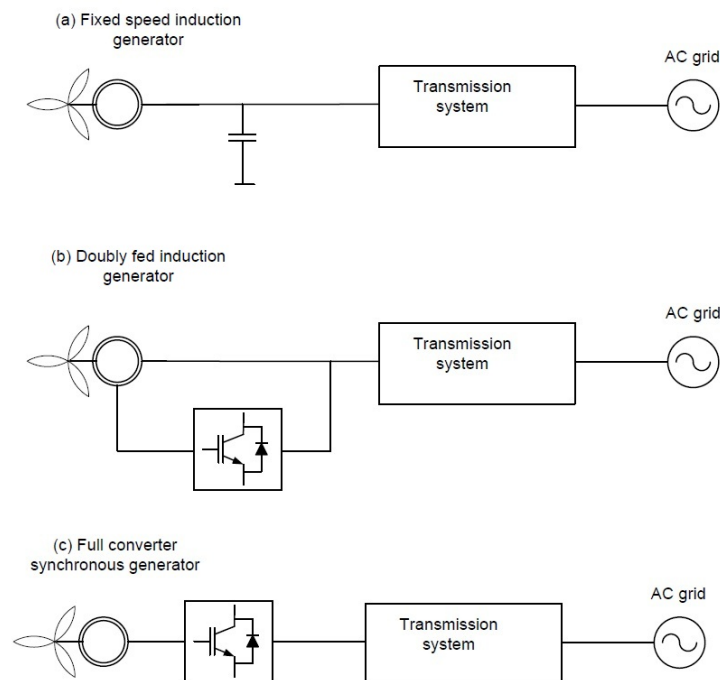 (a) Fixed speed induction
generator
AC grid
Transmission
system
(b) Doubly fed induction
generator
AC grid
Transmission
system
(c) Full converter
synchronous generator
AC grid
Transmission
system